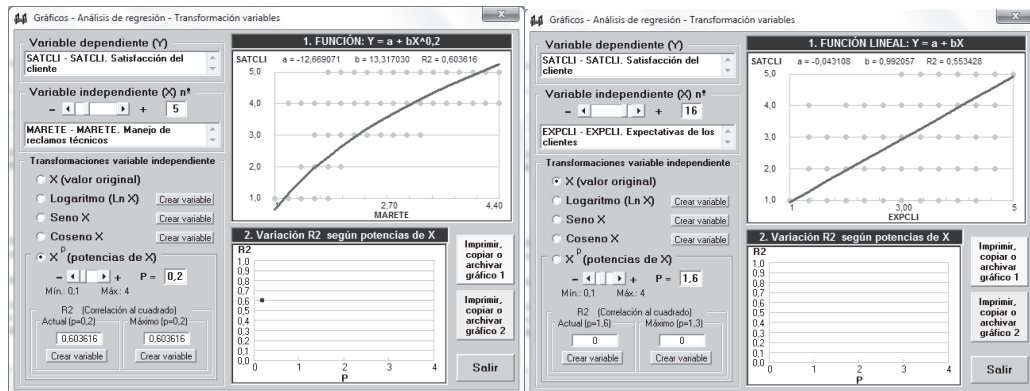 Gráficos - Análisis de regresión - Transformación variables
Variable dependiente (Y)
SATCLI - SATCLI. Satisfacción del
cliente
Variable independiente (X) nº
- + 5
MARETE - MARETE. Manejo de
reclamos técnicos
Transformaciones variable independiente
X (valor original)
Logaritmo (Ln X) Crear variable
Seno X Crear variable
Coseno X Crear variable
X p (potencias de X)
- + P = 0,2
Mín.: 0,1 Máx.: 4
R2 (Correlación al cuadrado)
Actual (p=0,2) Máximo (p=0,2)
0,603616 0,603616
Crear variable Crear variable
1. FUNCIÓN: Y = a + bX^0,2
SATCLI a = -12,669071 b = 13,317030 R2 = 0,603616
5,0
4,0
3,0
2,0
1,0
1 2,70 4,40
MARETE
2. Variación R2 según potencias de X
R2
1,0
0,9
0,8
0,7
0,6
0,5
0,4
0,3
0,2
0,1
0,0
0 1 2 3 4
P
Imprimir,
copiar o
archivar
gráfico 1
Imprimir,
copiar o
archivar
gráfico 2
Salir
Gráficos - Análisis de regresión - Transformación variables
Variable dependiente (Y)
SATCLI - SATCLI. Satisfacción del
cliente
Variable independiente (X) nº
- + 16
EXPCLI - EXPCLI. Expectativas de los
clientes
Transformaciones variable independiente
X (valor original)
Logaritmo (Ln X) Crear variable
Seno X Crear variable
Coseno X Crear variable
X p (potencias de X)
- + P = 1,6
Mín.: 0,1 Máx.: 4
R2 (Correlación al cuadrado)
Actual (p=1,6) Máximo (p=1,3)
0 0
Crear variable Crear variable
1. FUNCIÓN LINEAL: Y = a + bX
SATCLI a = -0,043108 b = 0,992057 R2 = 0,553428
5,0
4,0
3,0
2,0
1,0
1 3,00 5
EXPCLI
2. Variación R2 según potencias de X
R2
1,0
0,9
0,8
0,7
0,6
0,5
0,4
0,3
0,2
0,1
0,0
0 1 2 3 4
P
Imprimir,
copiar o
archivar
gráfico 1
Imprimir,
copiar o
archivar
gráfico 2
Salir